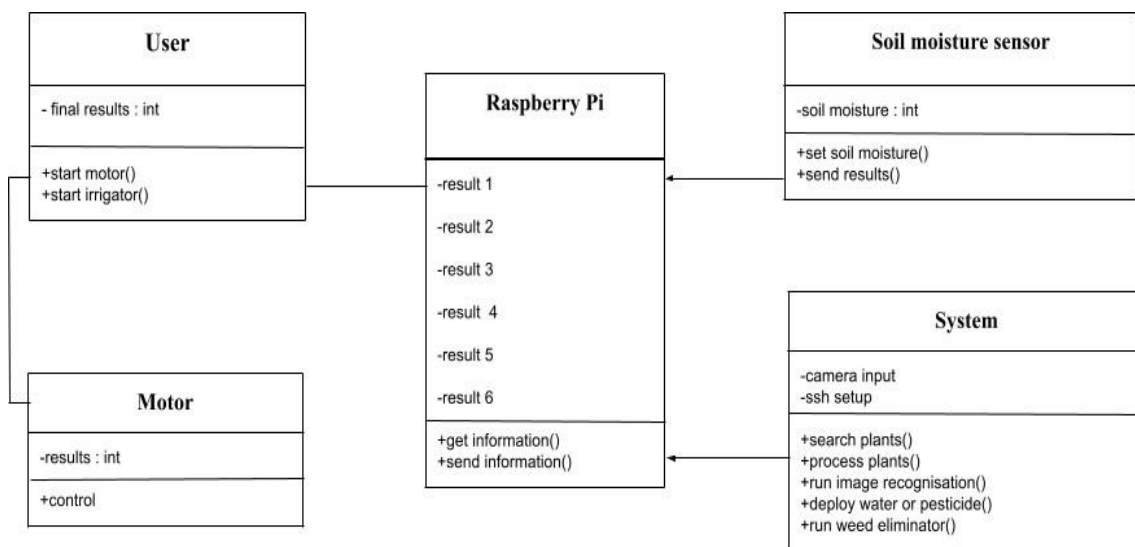 User
- final results : int
+start motor()
+start irrigator()
Raspberry Pi
-result 1
-result 2
-result 3
-result  4
-result 5
-result 6
+get information()
+send information()
Soil moisture sensor
-soil moisture : int
+set soil moisture()
+send results()
Motor
-results : int
+control
System
-camera input
-ssh setup
+search plants()
+process plants()
+run image recognisation()
+deploy water or pesticide()
+run weed eliminator()